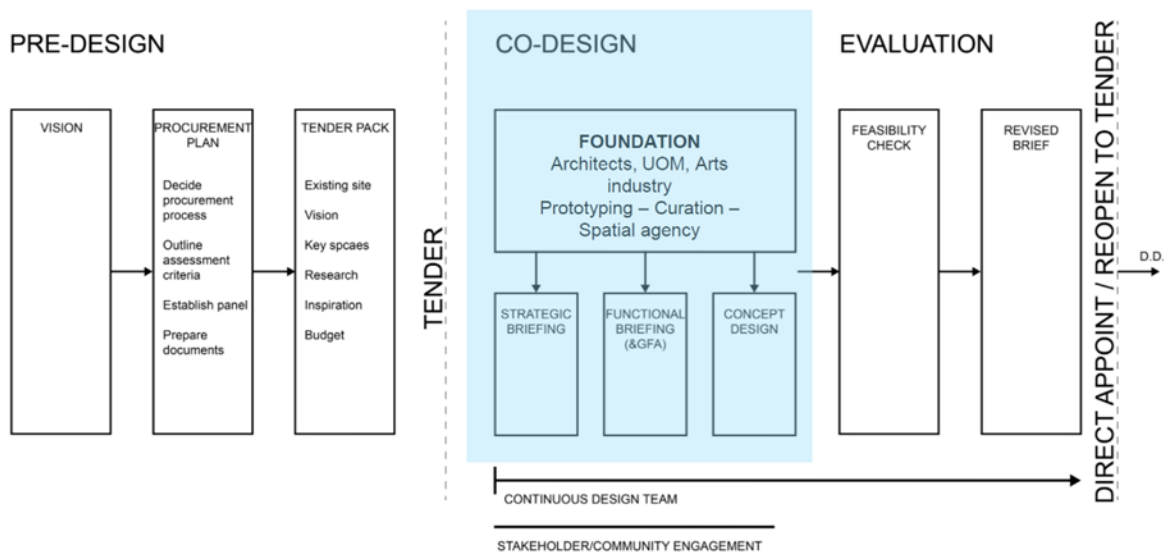 PRE-DESIGN
CO-DESIGN
EVALUATION
VISION
PROCUREMENT
PLAN
Decide
procurement
process
Outline
assessment
criteria
Establish panel
Prepare
documents
TENDER PACK
Existing site
Vision
Key spcaes
Research
Inspiration
Budget
TENDER
FOUNDATION
Architects, UOM, Arts
industry
Prototyping – Curation –
Spatial agency
STRATEGIC
BRIEFING
FUNCTIONAL
BRIEFING
(&GFA)
CONCEPT
DESIGN
FEASIBILITY
CHECK
REVISED
BRIEF
DIRECT APPOINT / REOPEN TO TENDER
D.D.
CONTINUOUS DESIGN TEAM
STAKEHOLDER/COMMUNITY ENGAGEMENT